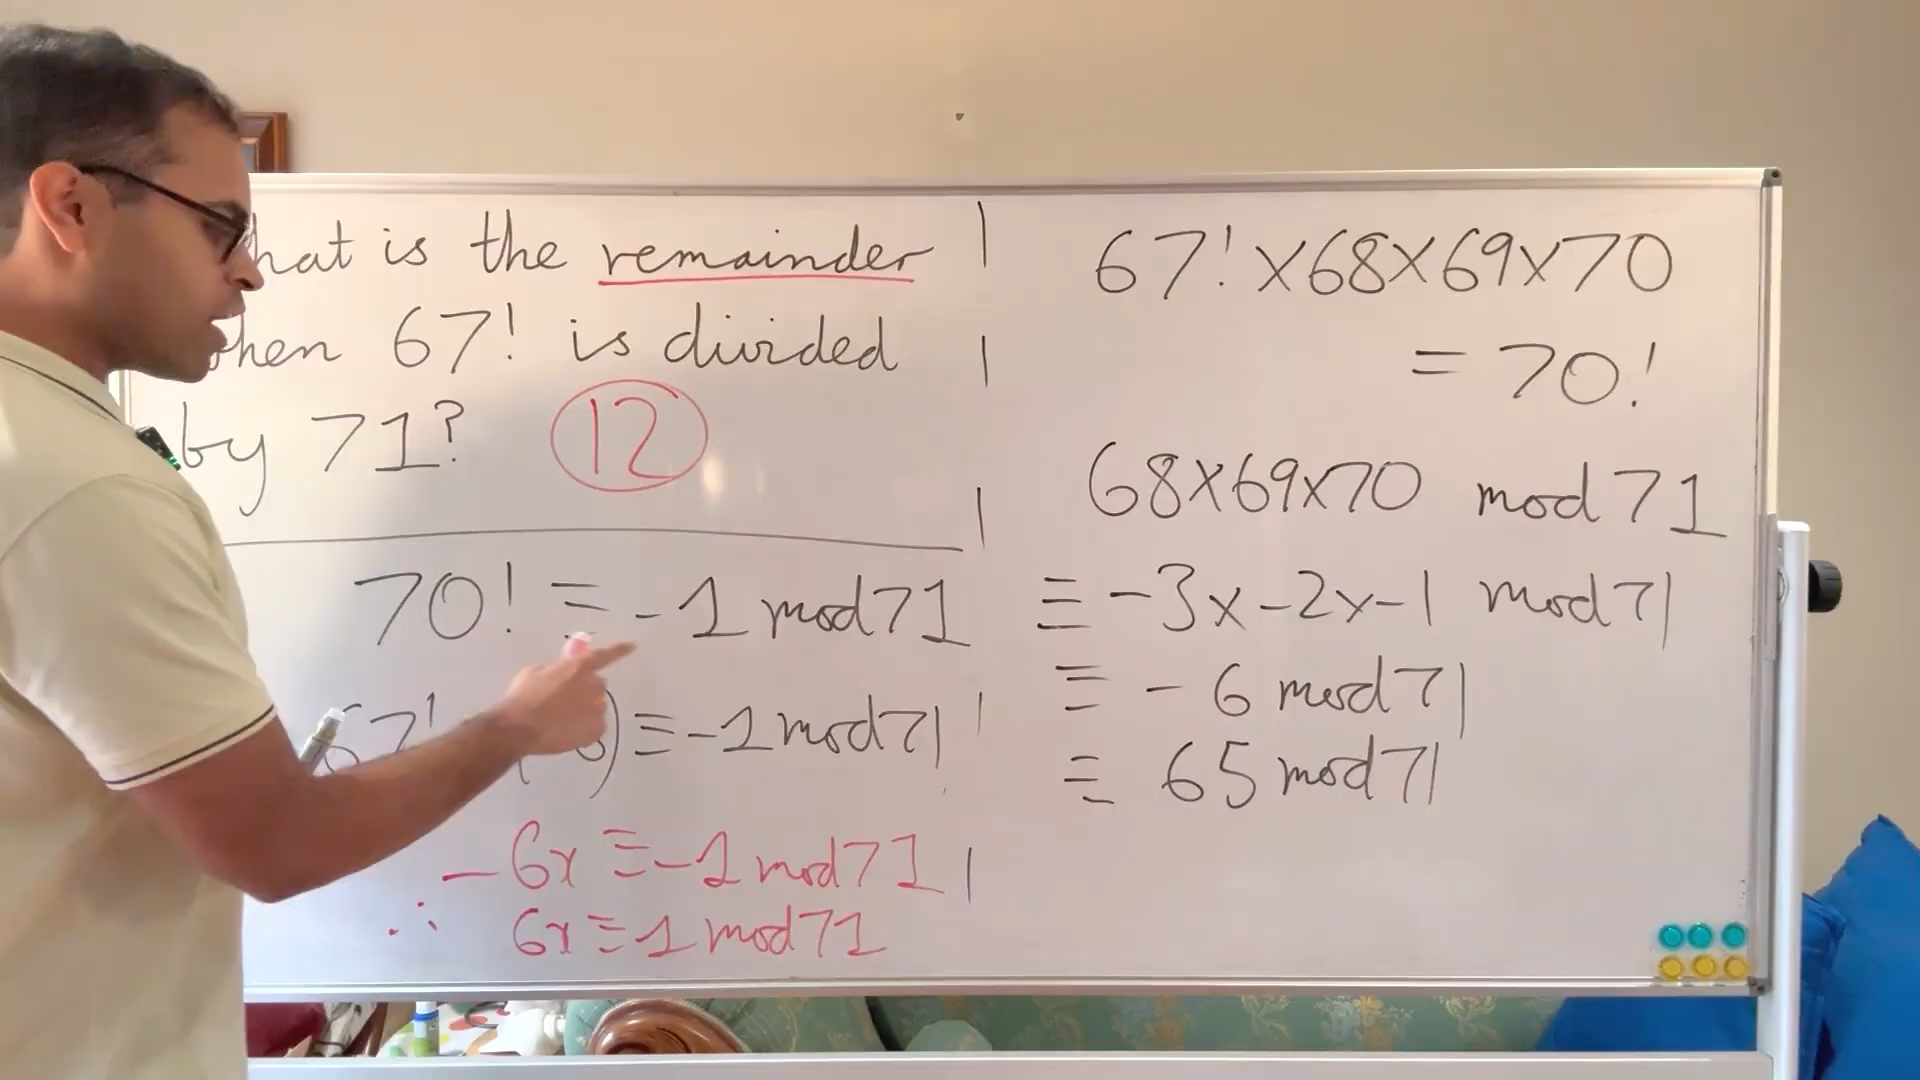 hat is the remainder
hen 67! is divided
by 71? 12
70! ≡ -1 mod 71
67! ( 6) ≡ -1 mod 71
-6x ≡ -1 mod 71
∴ 6x ≡ 1 mod 71
67! × 68 × 69 × 70
= 70!
68 × 69 × 70 mod 71
≡ -3 × -2 × -1 mod 71
≡ -6 mod 71
≡ 65 mod 71